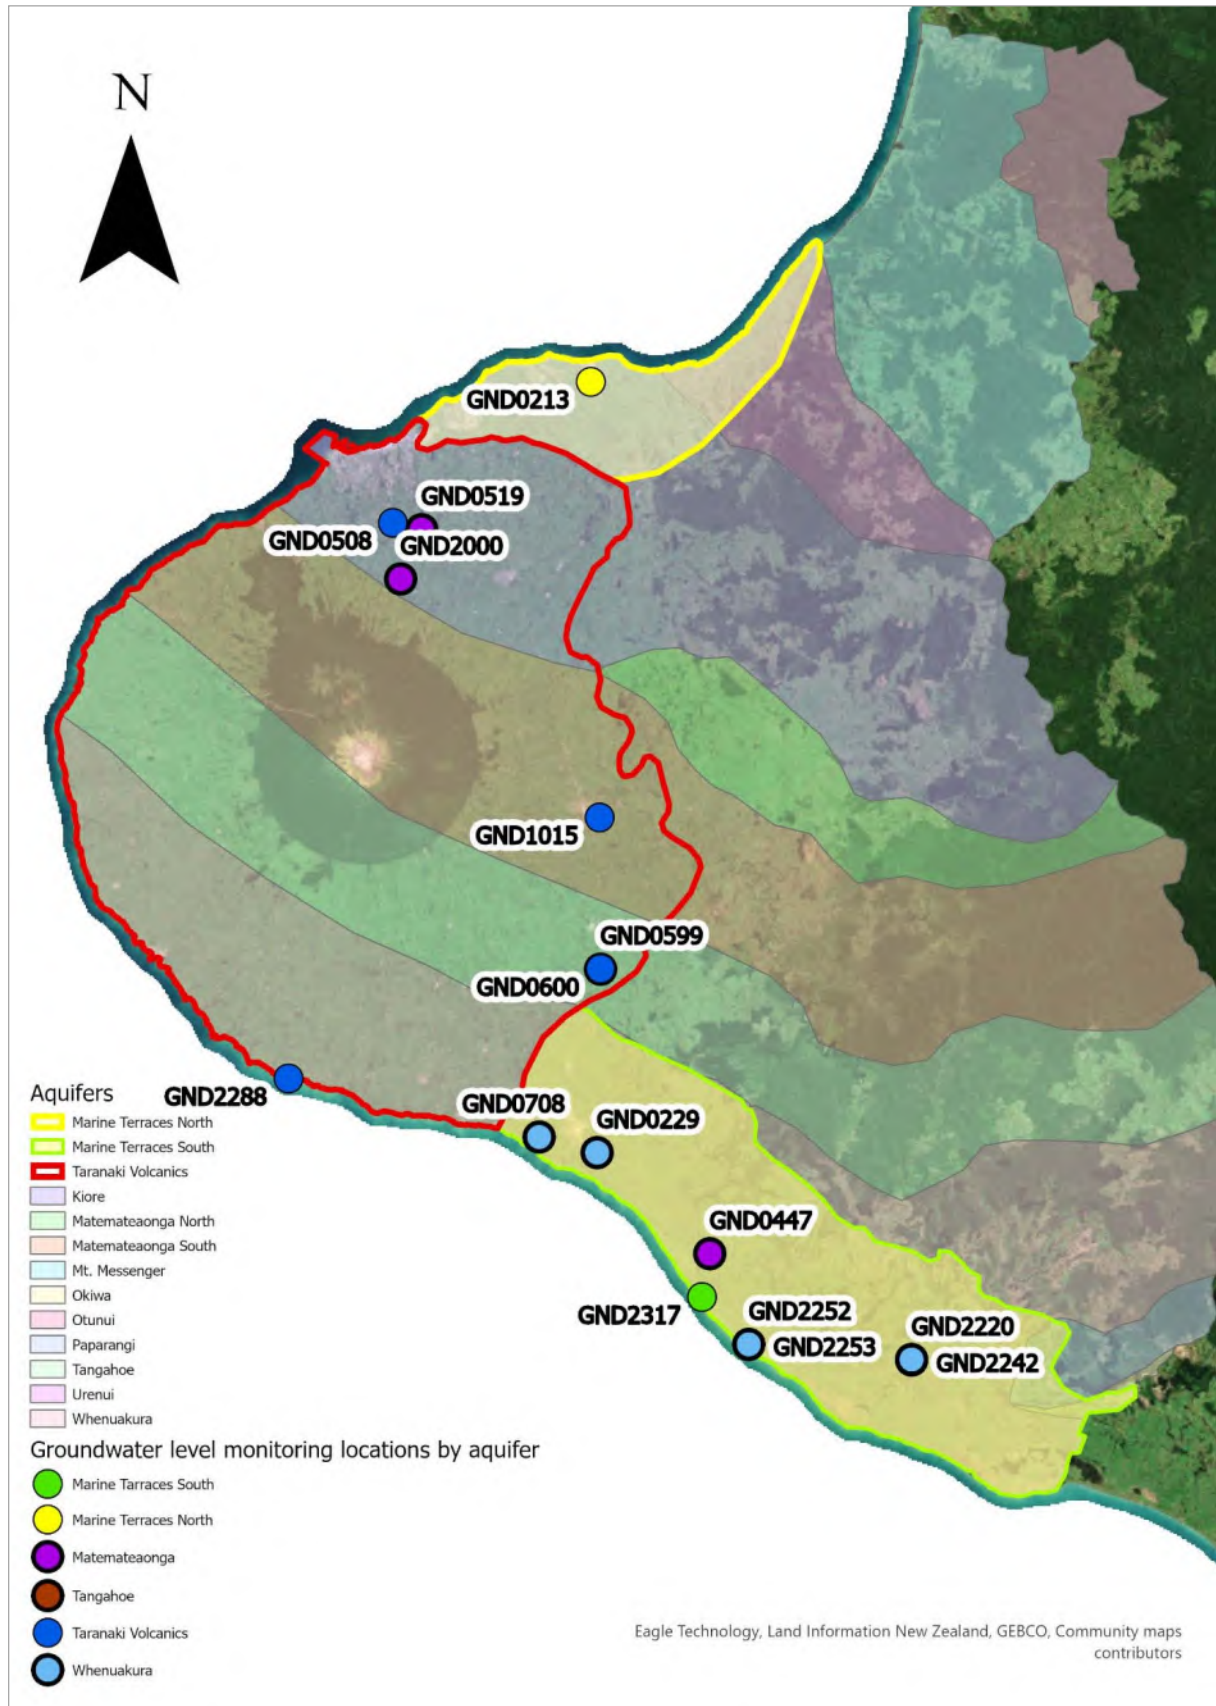 N
GND0213
GND0519
GND0508
GND2000
GND1015
GND0599
GND0600
GND2288
GND0708
GND0229
GND0447
GND2317
GND2252
GND2253
GND2220
GND2242
Aquifers
Marine Terraces North
Marine Terraces South
Taranaki Volcanics
Kiore
Matemateaonga North
Matemateaonga South
Mt. Messenger
Okiwa
Otunui
Paparangi
Tangahoe
Urenui
Whenuakura
Groundwater level monitoring locations by aquifer
Marine Tarraces South
Marine Terraces North
Matemateaonga
Tangahoe
Taranaki Volcanics
Whenuakura
Eagle Technology, Land Information New Zealand, GEBCO, Community maps
contributors